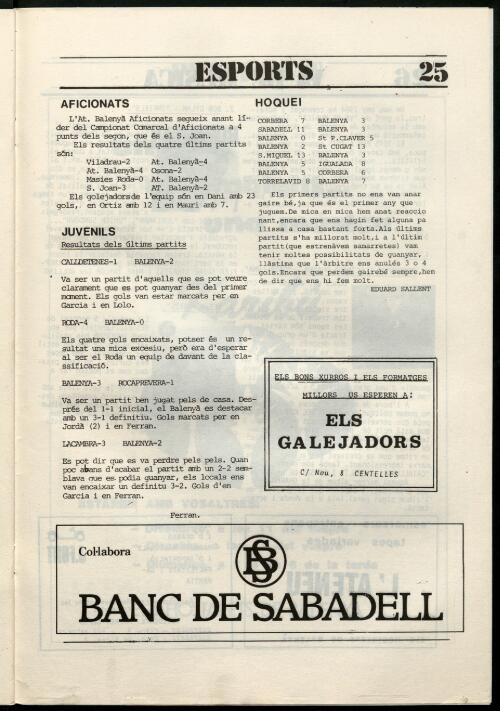 ESPORTS 25
AFICIONATS
L'At. Balenyà Aficionats segueix anant lí-
der del Campionat Comarcal d'Aficionats a 4
punts del segon, que és el S. Joan.
Els resultats dels quatre últims partits
són:
Viladrau-2 At. Balenyà-4
At. Balenyà-4 Osona-2
Masies Roda-0 At. Balenyà-4
S. Joan-3 AT. Balenyà-2
Els golejadors de l'equip són en Dani amb 23
gols, en Ortiz amb 12 i en Mauri amb 7.
JUVENILS
Resultats dels últims partits
CALLDETENES-1 BALENYA-2
Va ser un partit d'aquells que es pot veure
clarament que es pot guanyar des del primer
moment. Els gols van estar marcats per en
Garcia i en Lolo.
RODA-4 BALENYA-0
Els quatre gols encaixats, potser és un re-
sultat una mica excesiu, però era d'esperar
al ser el Roda un equip de davant de la cla-
ssificació.
BALENYA-3 ROCAPREVERA-1
Va ser un partit ben jugat pels de casa. Des-
prés del 1-1 inicial, el Balenyà es destacar
amb un 3-1 definitiu. Gols marcats per en
Jordà (2) i en Ferran.
LACAMBRA-3 BALENYA-2
Es pot dir que es va perdre pels pels. Quan
poc abans d'acabar el partit amb un 2-2 sem-
blava que es podia guanyar, els locals ens
van encaixar un definitiu 3-2. Gols d'en
Garcia i en Ferran.
Ferran.
HOQUEI
CORBERA 7 BALENYA 3
SABADELL 11 BALENYA 3
BALENYA 0 St P.CLAVER 5
BALENYA 2 St CUGAT 13
S.MIQUEL 13 BALENYA 3
BALENYA 5 IGUALADA 8
BALENYA 5 CORBERA 6
TORRELAVID 8 BALENYA 7
Els primers partits no ens van anar
gaire bé,ja que és el primer any que
juguem.De mica en mica hem anat reaccio
nant,encara que ens hagin fet alguna pa
llissa a casa bastant forta.Als últims
partits s'ha millorat molt,i a l'últim
partit(que estrenàvem samarretes) vam
tenir moltes posibilitats de guanyar,
llàstima que l'àrbitre ens anulés 3 o 4
gols.Encara que perdem gairebé sempre,hem
de dir que ens hi fem molt.
EDUARD SALLENT
ELS BONS XURROS I ELS FORMATGES
MILLORS US ESPEREN A:
ELS
GALEJADORS
C/ Nou, 8 CENTELLES
Col·labora
BS
BANC DE SABADELL